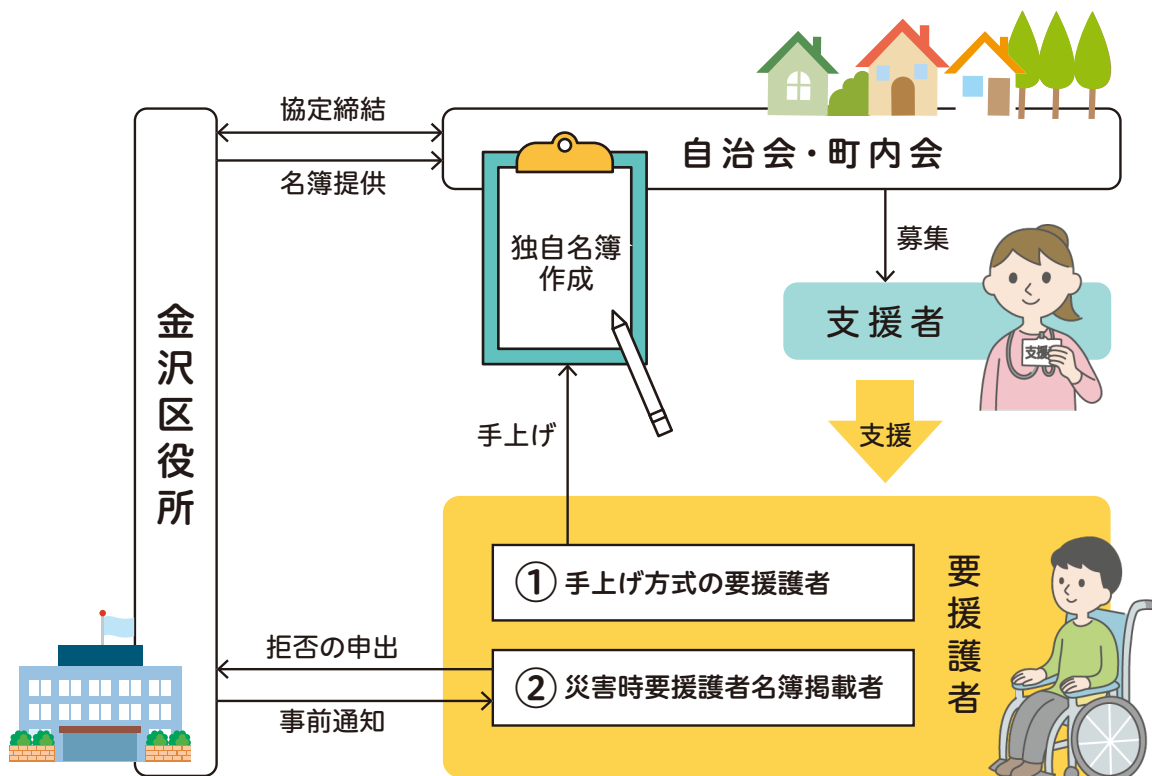 協定締結
名簿提供
自治会・町内会
独自名簿
作成
募集
支援者
支援
手上げ
支援
金沢区役所
① 手上げ方式の要援護者
② 災害時要援護者名簿掲載者
要援護者
拒否の申出
事前通知